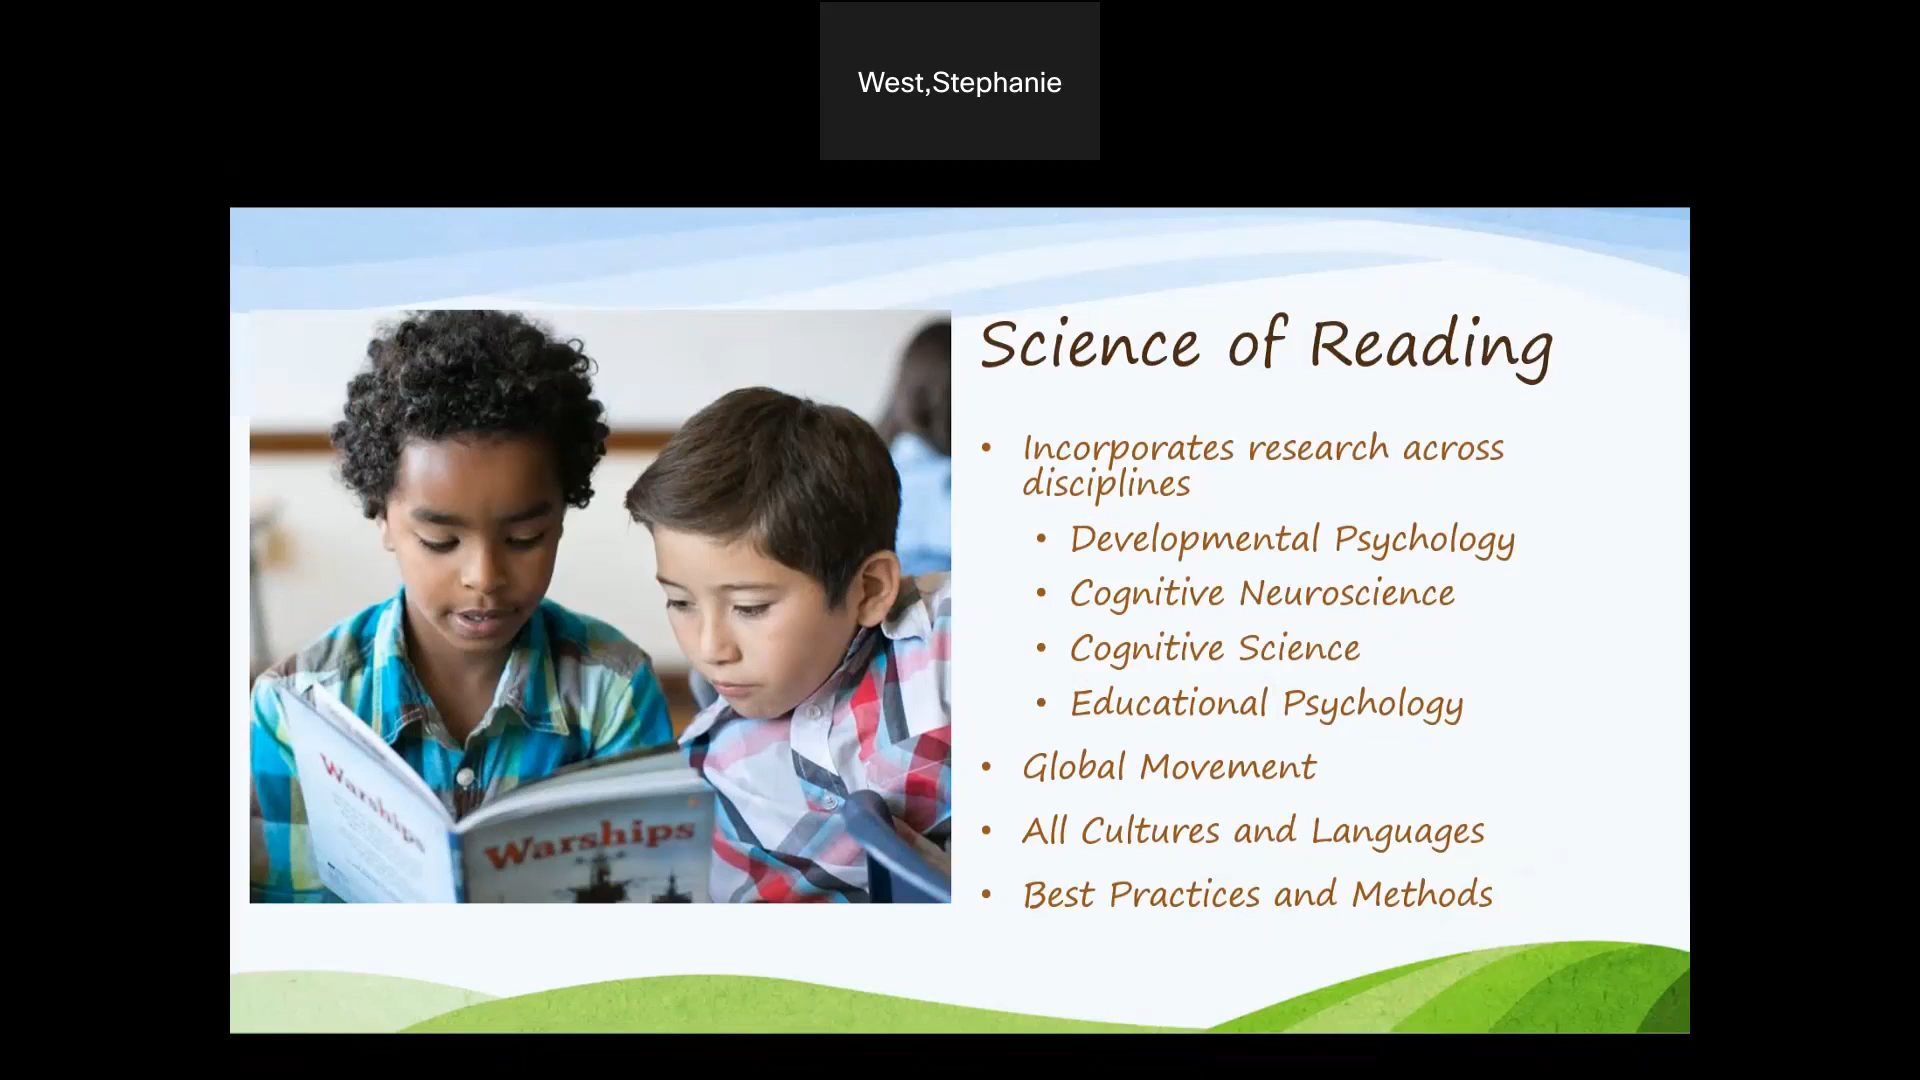 West,Stephanie
Science of Reading
• Incorporates research across
disciplines
• Developmental Psychology
• Cognitive Neuroscience
• Cognitive Science
• Educational Psychology
• Global Movement
• All Cultures and Languages
• Best Practices and Methods
Warships
Warships